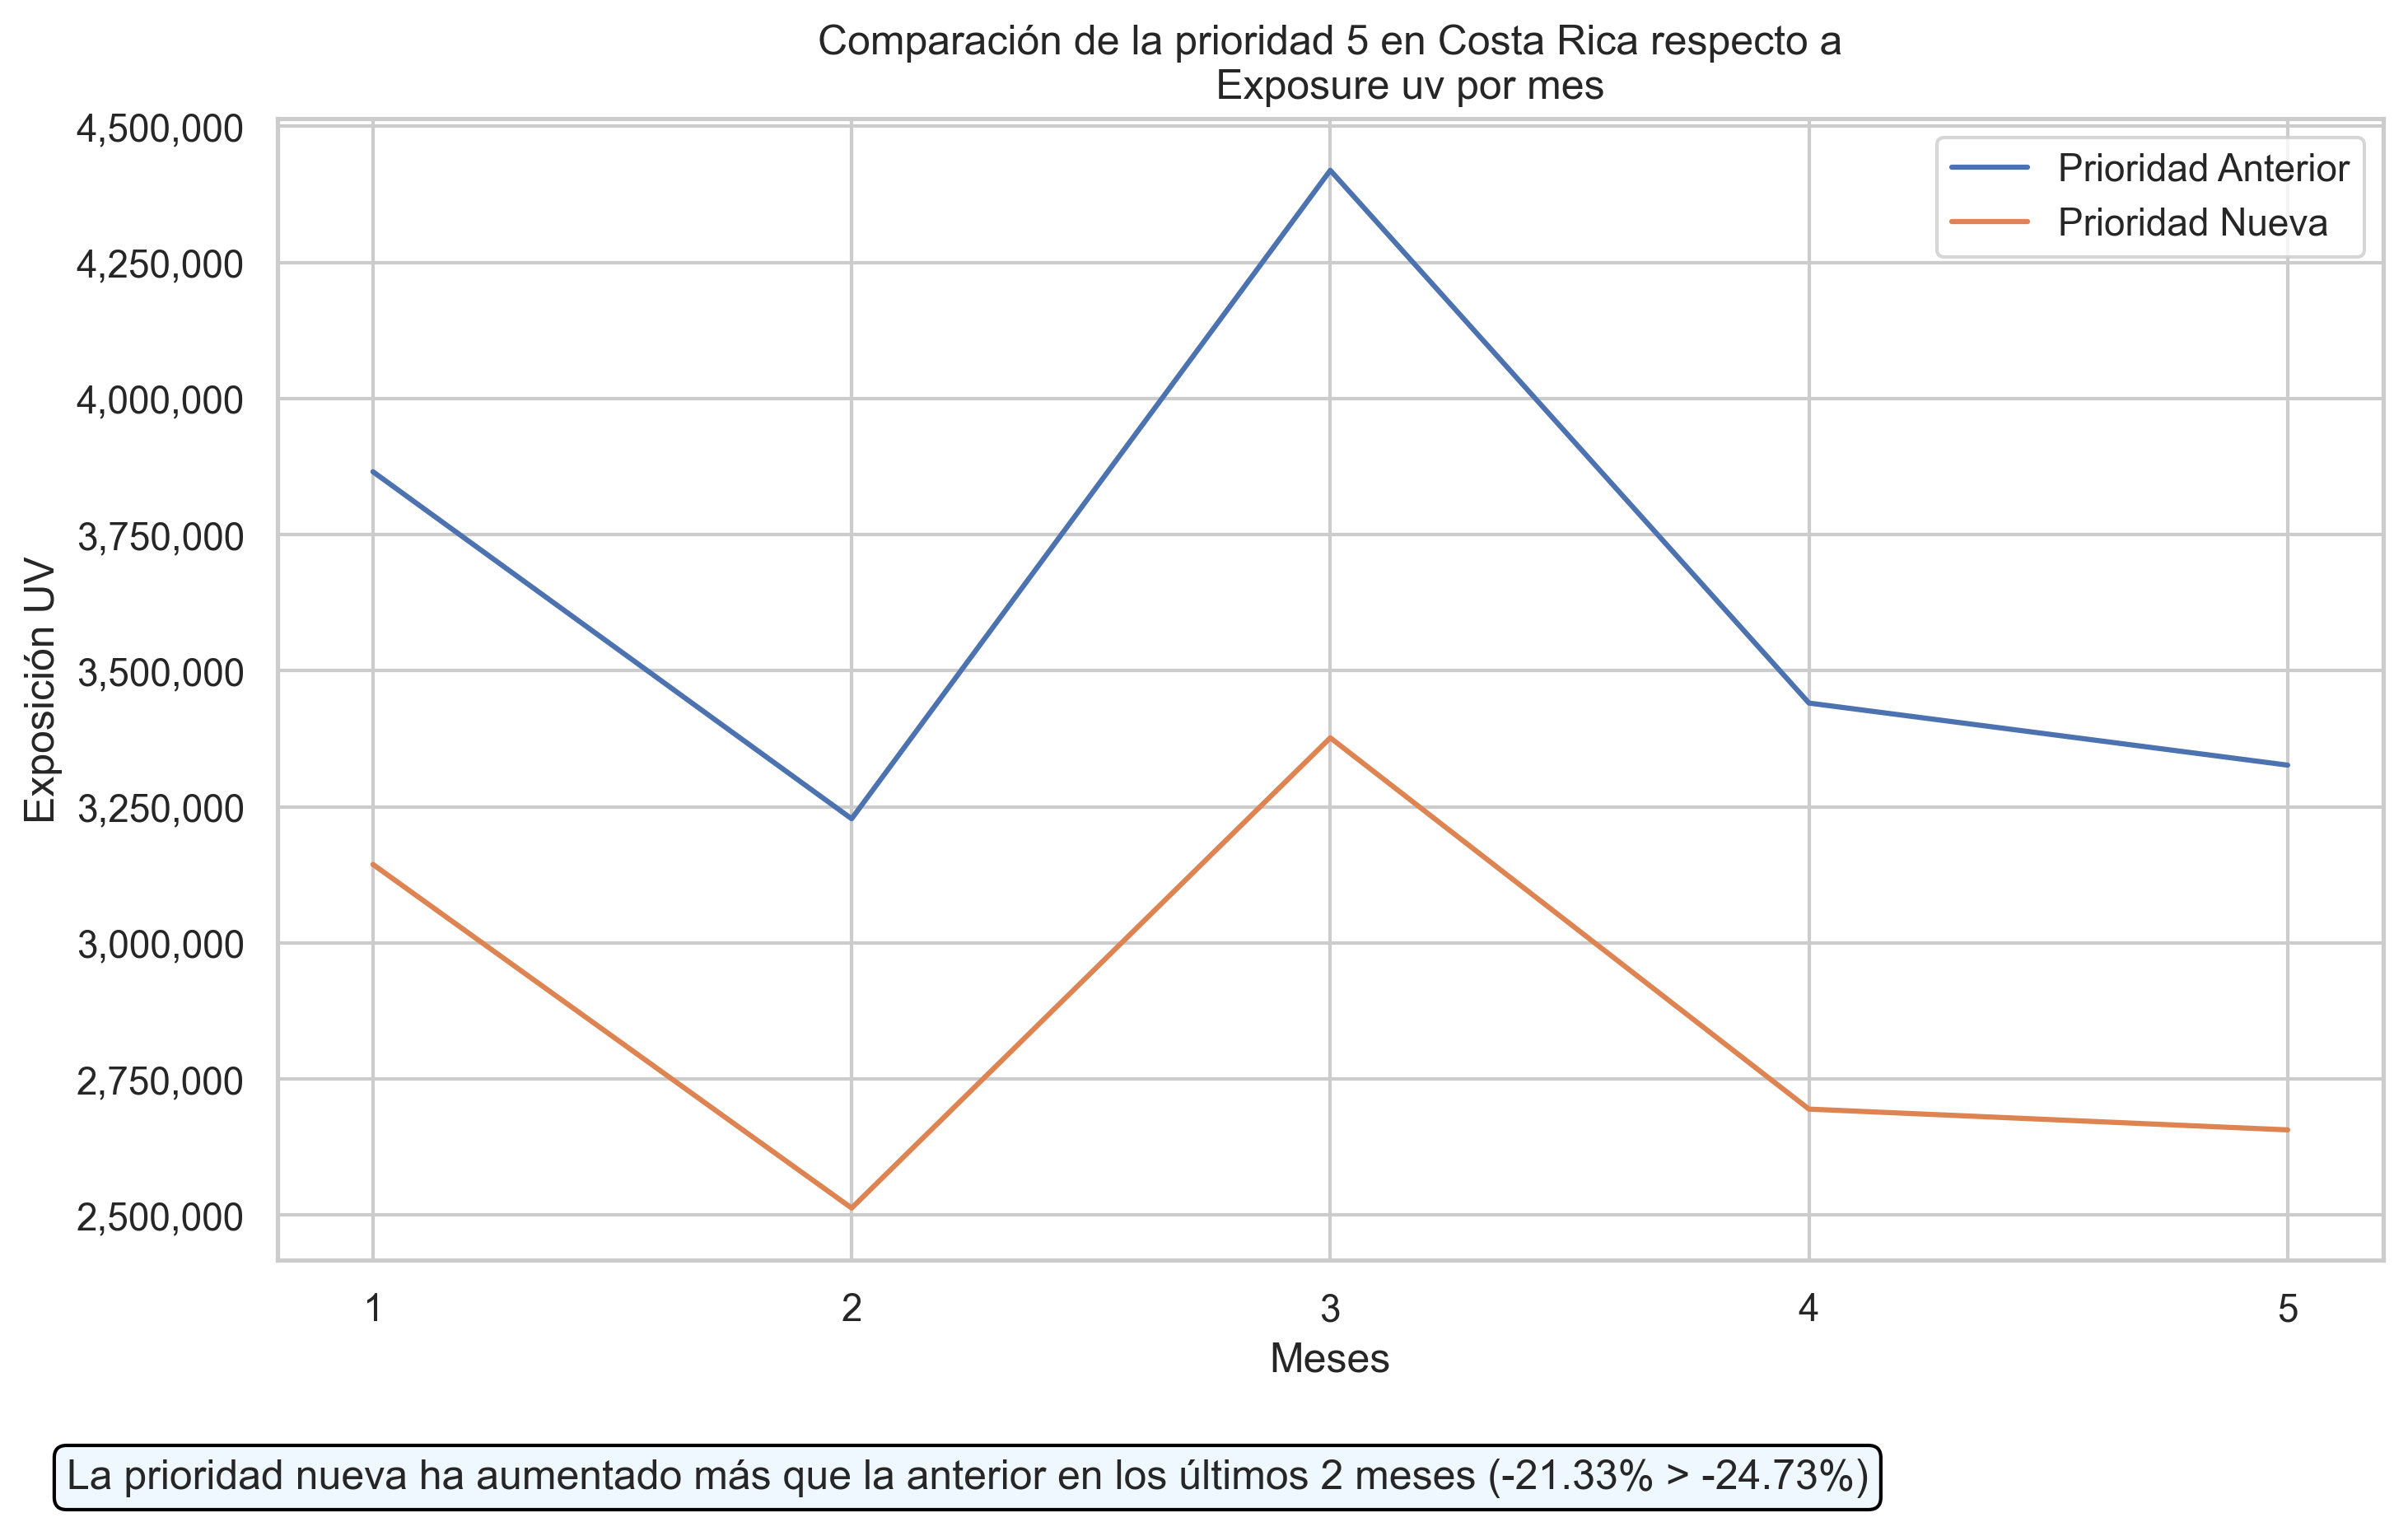 Comparación de la prioridad 5 en Costa Rica respecto a
Exposure uv por mes
4,500,000
4,250,000
4,000,000
3,750,000
3,500,000
3,250,000
3,000,000
2,750,000
2,500,000
Exposición UV
Prioridad Anterior
Prioridad Nueva
1 2 3 4 5
Meses
La prioridad nueva ha aumentado más que la anterior en los últimos 2 meses (-21.33% > -24.73%)